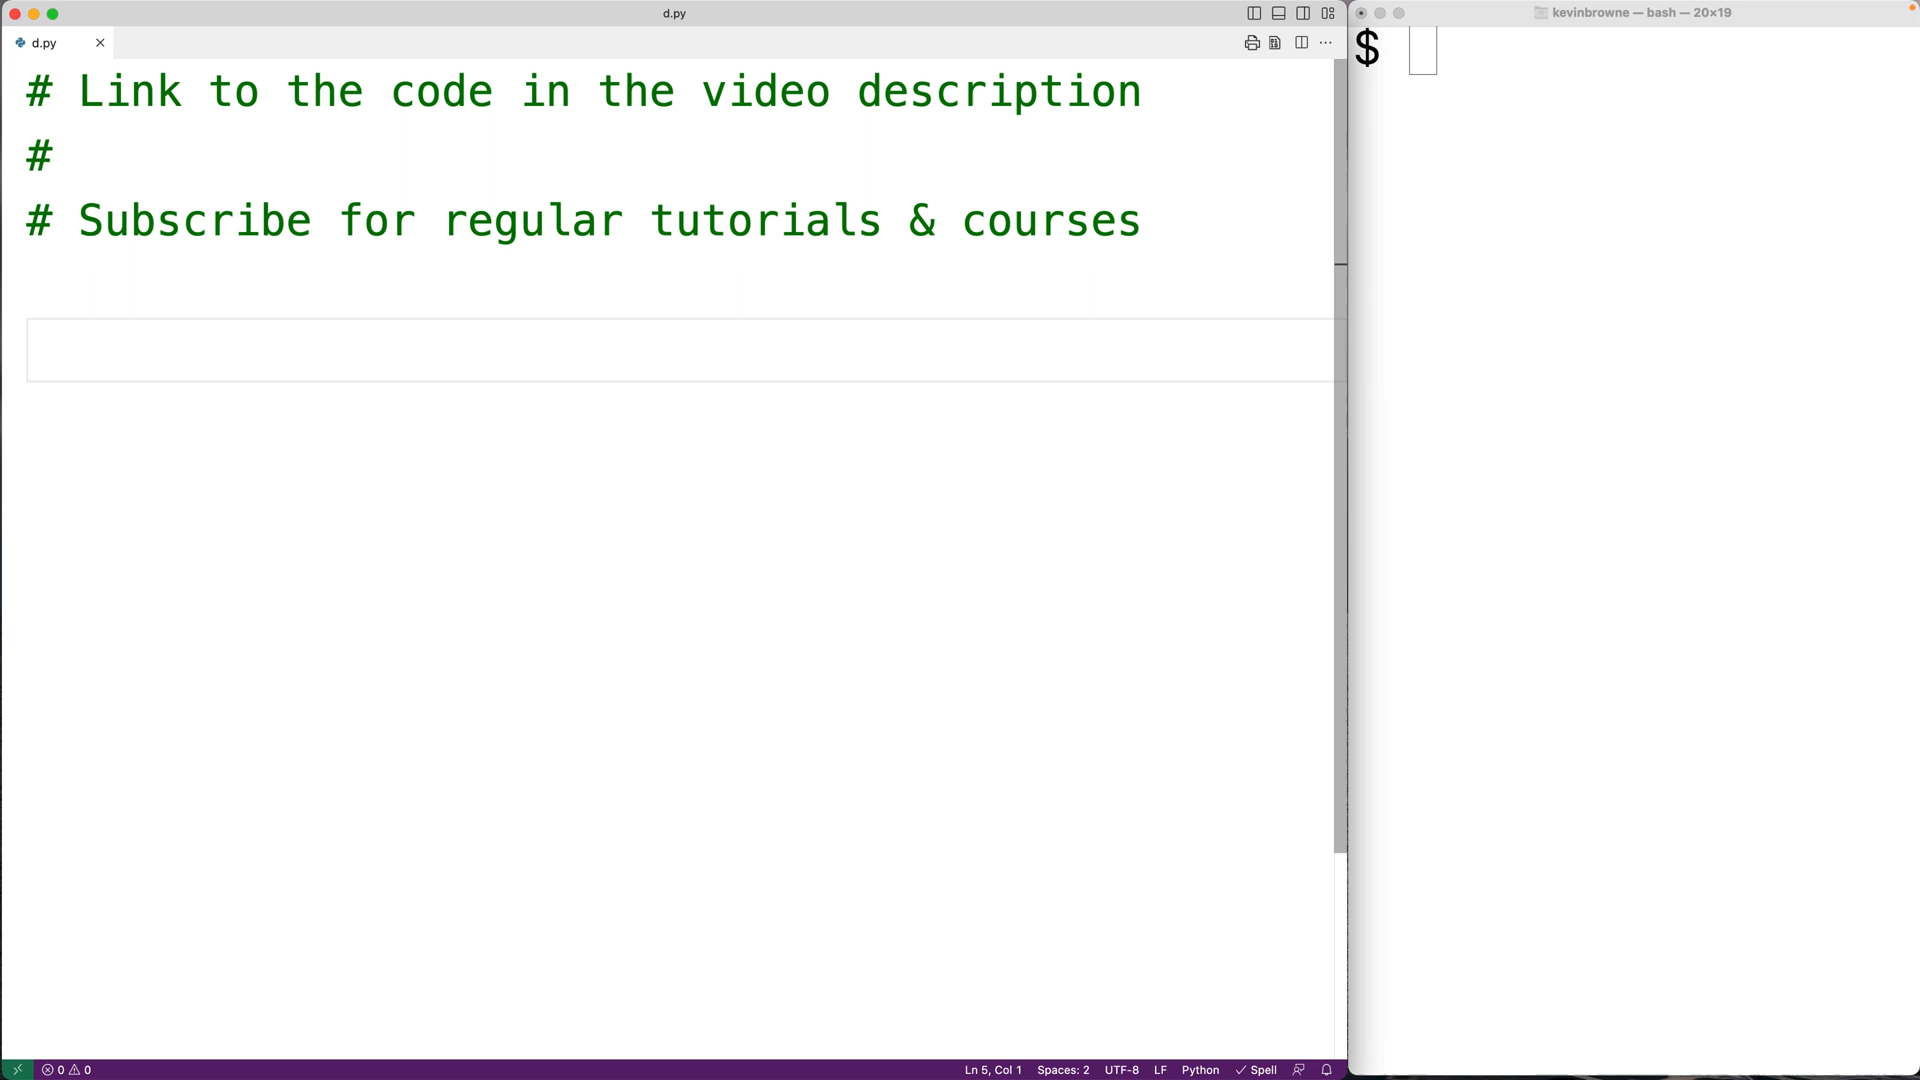 d.py
kevinbrowne — bash — 20×19
d.py
$
# Link to the code in the video description
#
# Subscribe for regular tutorials & courses
0 0
Ln 5, Col 1 Spaces: 2 UTF-8 LF Python Spell